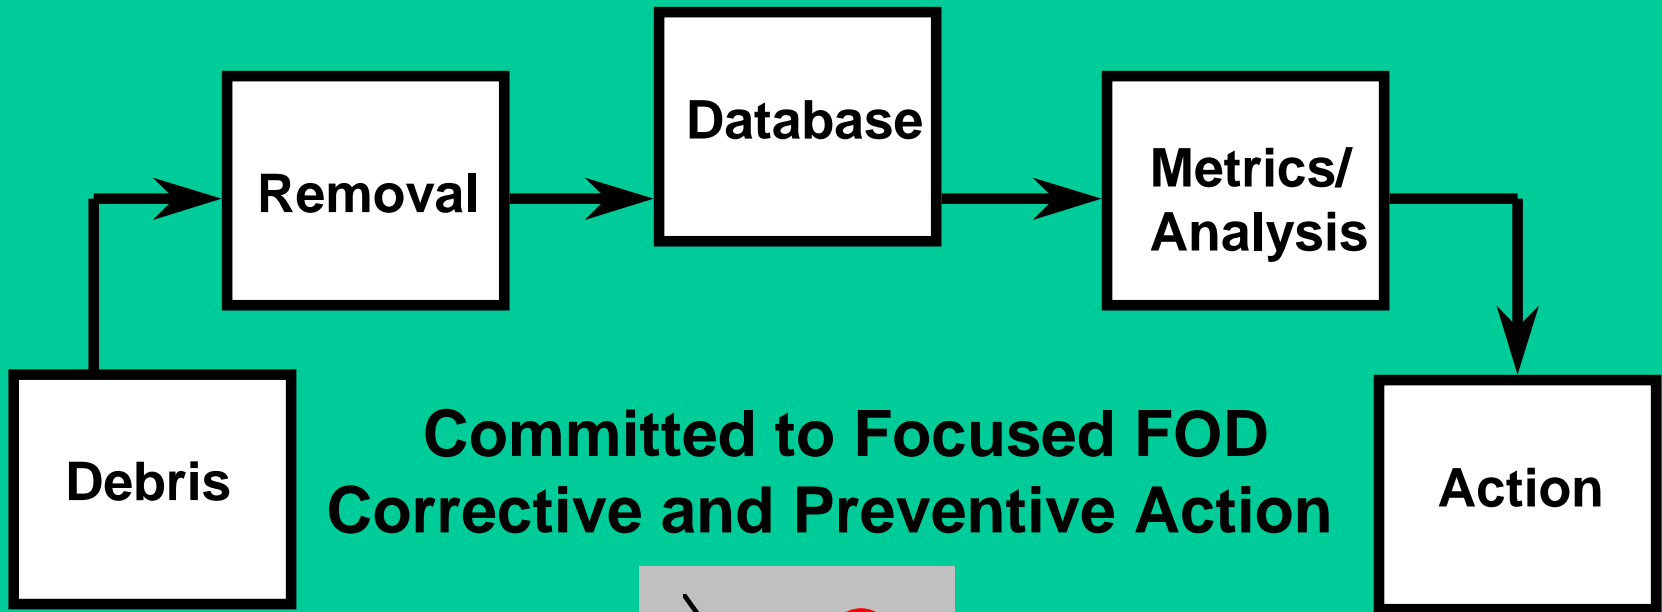 Debris
Removal
Database
Metrics/
Analysis
Action
Committed to Focused FOD
Corrective and Preventive Action